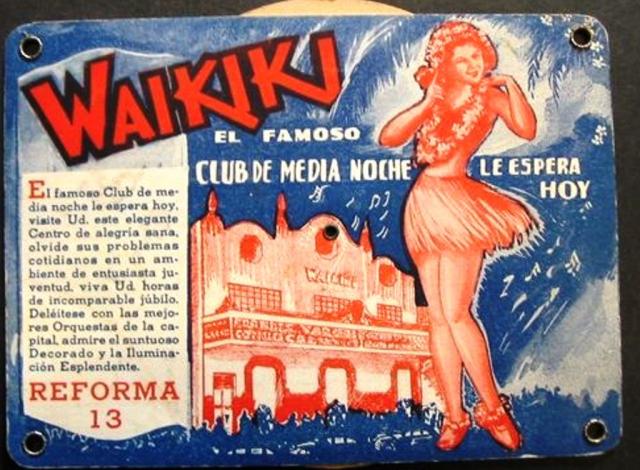 WAIKIKI
EL FAMOSO
CLUB DE MEDIA NOCHE
LE ESPERA
HOY
El famoso Club de me-
dia noche le espera hoy,
visite Ud. este elegante
Centro de alegria sana,
olvide sus problemas
cotidianos en un am-
biente de entusiasta ju-
ventud, viva Ud. horas
de incomparable júbilo.
Deléitese con las mejo-
res Orquestas de la ca-
pital, admire el suntuoso
Decorado y la Ilumina-
ción Esplendente.
REFORMA
13
WAIKIKI